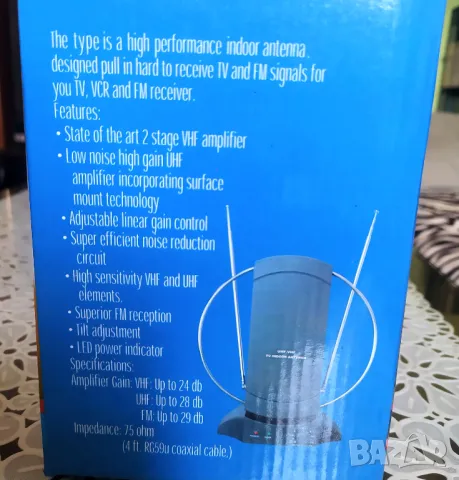 The type is a high performance indoor antenna.
designed pull in hard to receive TV and FM signals for
you TV, VCR and FM receiver.
Features:
• State of the art 2 stage VHF amplifier
• Low noise high gain UHF
amplifier incorporating surface
mount technology
• Adjustable linear gain control
• Super efficient noise reduction
circuit
• High sensitivity VHF and UHF
elements.
• Superior FM reception
• Tilt adjustment
• LED power indicator
Specifications:
Amplifier Gain: VHF: Up to 24 db
UHF: Up to 28 db
FM: Up to 29 db
Impedance: 75 ohm
(4 ft. RG59u coaxial cable.)
BAZAR